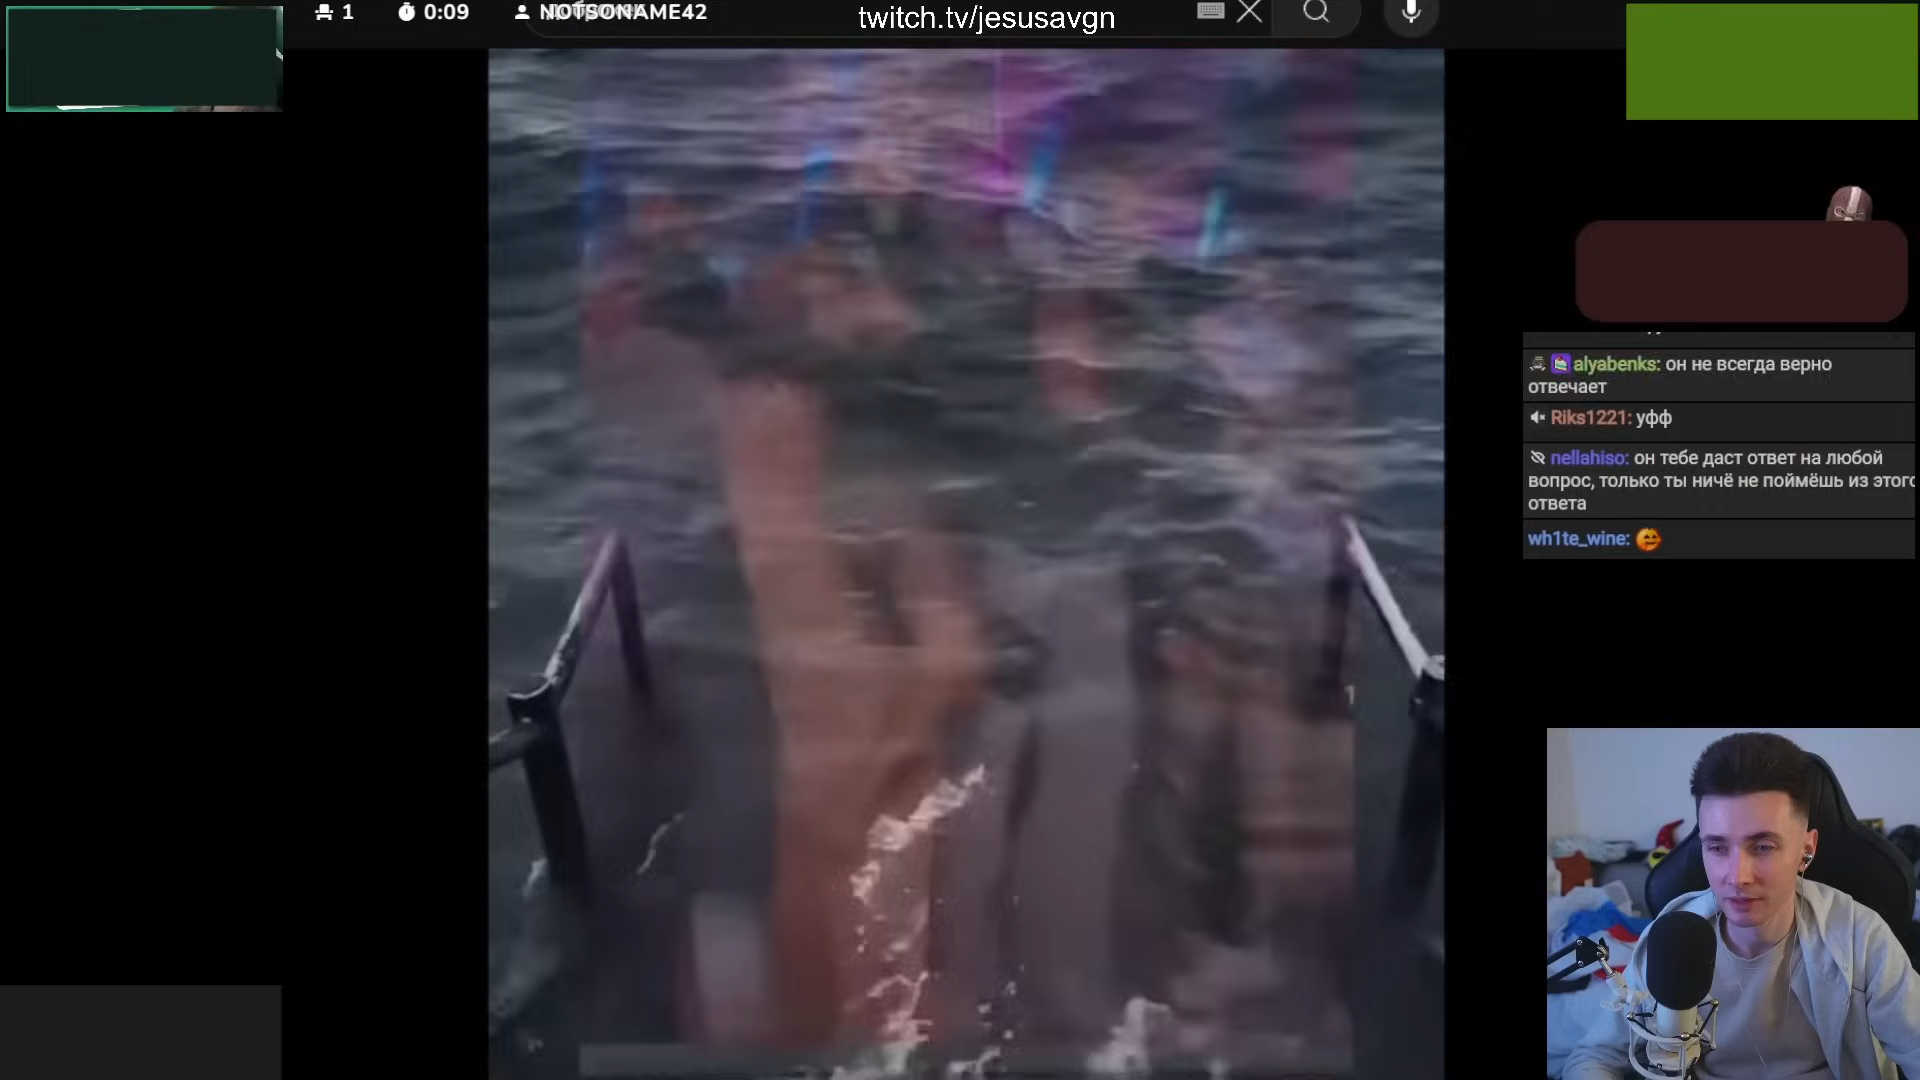 1 0:09 NOTSONAME42 twitch.tv/jesusavgn
alyabenks: он не всегда верно
отвечает
Riks1221: уфф
nellahiso: он тебе даст ответ на любой
вопрос, только ты ничё не поймёшь из этого
ответа
wh1te_wine: